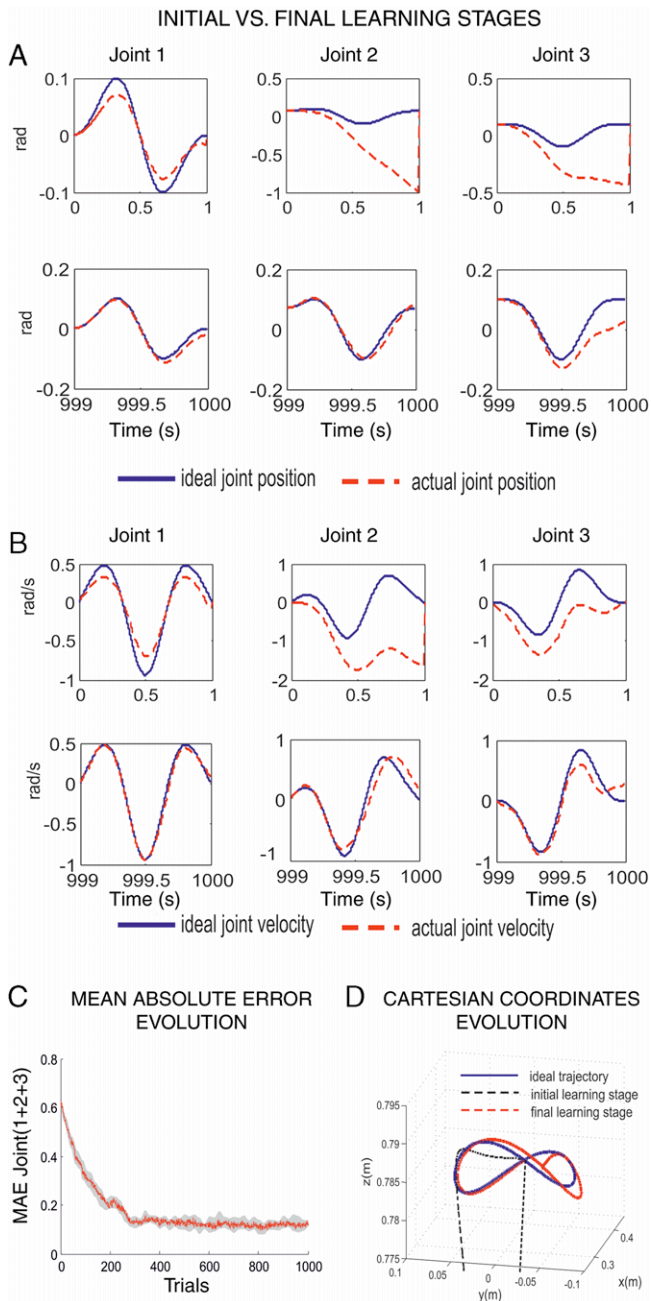 INITIAL VS. FINAL LEARNING STAGES
A
Joint 1
Joint 2
Joint 3
rad
0.1
0
-0.1
0
0.5
1
0.5
0
-0.5
-1
0
0.5
1
0.5
0
-0.5
0
0.5
1
rad
0.2
0
-0.2
999
999.5
1000
Time (s)
0.2
0
-0.2
999
999.5
1000
Time (s)
0.2
0
-0.2
999
999.5
1000
Time (s)
ideal joint position
actual joint position
B
Joint 1
Joint 2
Joint 3
rad/s
0.5
0
-0.5
-1
0
0.5
1
1
0
-1
-2
0
0.5
1
1
0
-1
-2
0
0.5
1
rad/s
0.5
0
-0.5
-1
999
999.5
1000
Time (s)
1
0
-1
999
999.5
1000
Time (s)
1
0
-1
999
999.5
1000
Time (s)
ideal joint velocity
actual joint velocity
C
MEAN ABSOLUTE ERROR
EVOLUTION
MAE Joint(1+2+3)
0.8
0.6
0.4
0.2
0
0
200
400
600
800
1000
Trials
D
CARTESIAN COORDINATES
EVOLUTION
ideal trajectory
initial learning stage
final learning stage
z(m)
0.795
0.79
0.785
0.78
0.775
0.1
0.05
0
-0.05
-0.1
y(m)
0.3
0.4
x(m)